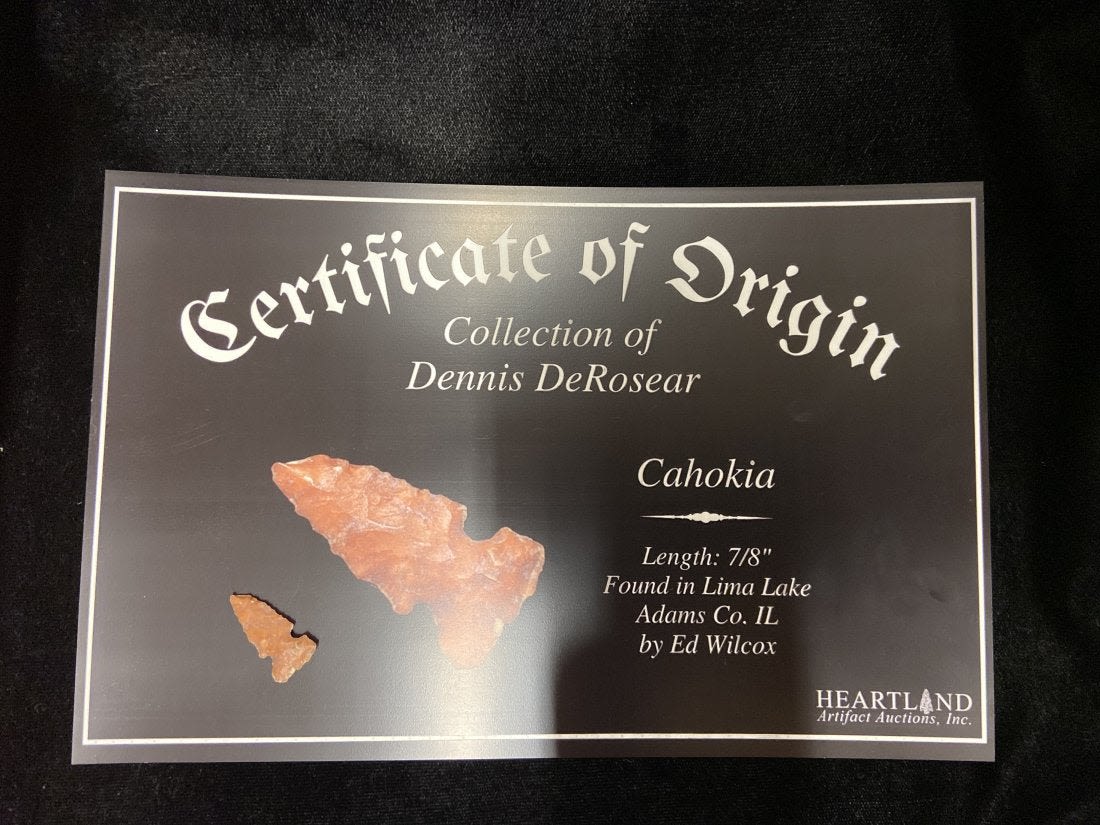 Certificate of Origin
Collection of
Dennis DeRosear
Cahokia
Length: 7/8"
Found in Lima Lake
Adams Co. IL
by Ed Wilcox
HEARTLAND
Artifact Auctions, Inc.